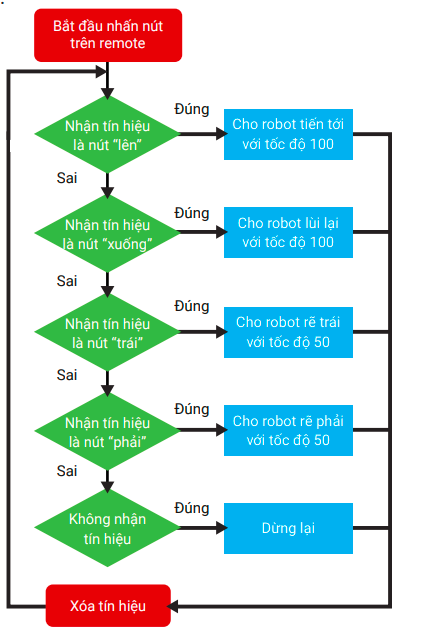 Bắt đầu nhấn nút
trên remote
Đúng
Nhận tín hiệu
là nút “lên”
Cho robot tiến tới
với tốc độ 100
Sai
Đúng
Nhận tín hiệu
là nút “xuống”
Cho robot lùi lại
với tốc độ 100
Sai
Đúng
Nhận tín hiệu
là nút “trái”
Cho robot rẽ trái
với tốc độ 50
Sai
Đúng
Nhận tín hiệu
là nút “phải”
Cho robot rẽ phải
với tốc độ 50
Sai
Đúng
Không nhận
tín hiệu
Dừng lại
Xóa tín hiệu